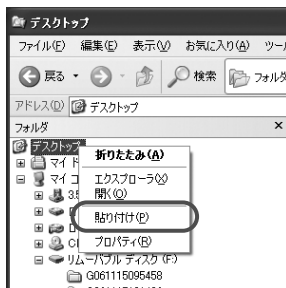 デスクトップ
ファイル(F) 編集(E) 表示(V) お気に入り(A) ツー
戻る 検索 フォルダ
アドレス(D) デスクトップ
フォルダ ×
デスクトップ
折りたたみ(A)
マイ ド
エクスプローラ(X)
マイ コ
開く(O)
3.5
貼り付け(P)
プロパティ(R)
リムーバブル ディスク (F:)
G061115095458